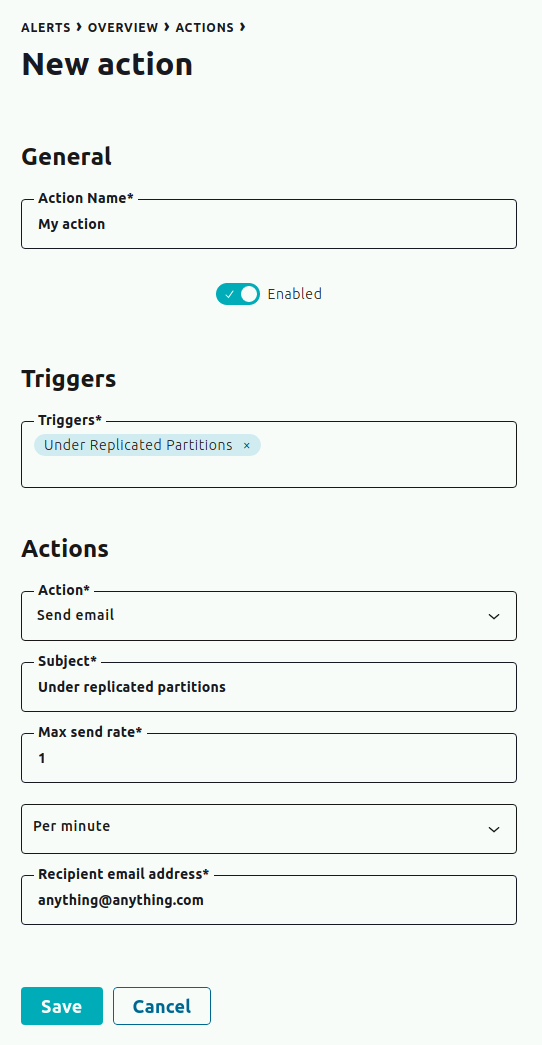 ALERTS › OVERVIEW › ACTIONS ›
New action
General
Action Name*
My action
Enabled
Triggers
Triggers*
Under Replicated Partitions ×
Actions
Action*
Send email
Subject*
Under replicated partitions
Max send rate*
1
Per minute
Recipient email address*
anything@anything.com
Save Cancel